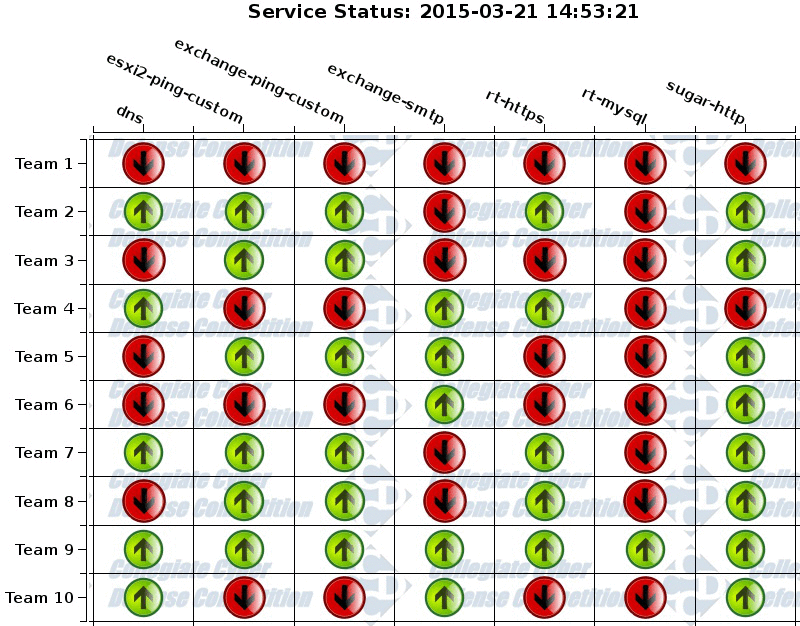 Service Status: 2015-03-21 14:53:21
dns
esxi2-ping-custom
exchange-ping-custom
exchange-smtp
rt-https
rt-mysql
sugar-http
Team 1
Team 2
Team 3
Team 4
Team 5
Team 6
Team 7
Team 8
Team 9
Team 10
Collegiate Cyber
Defense Competition